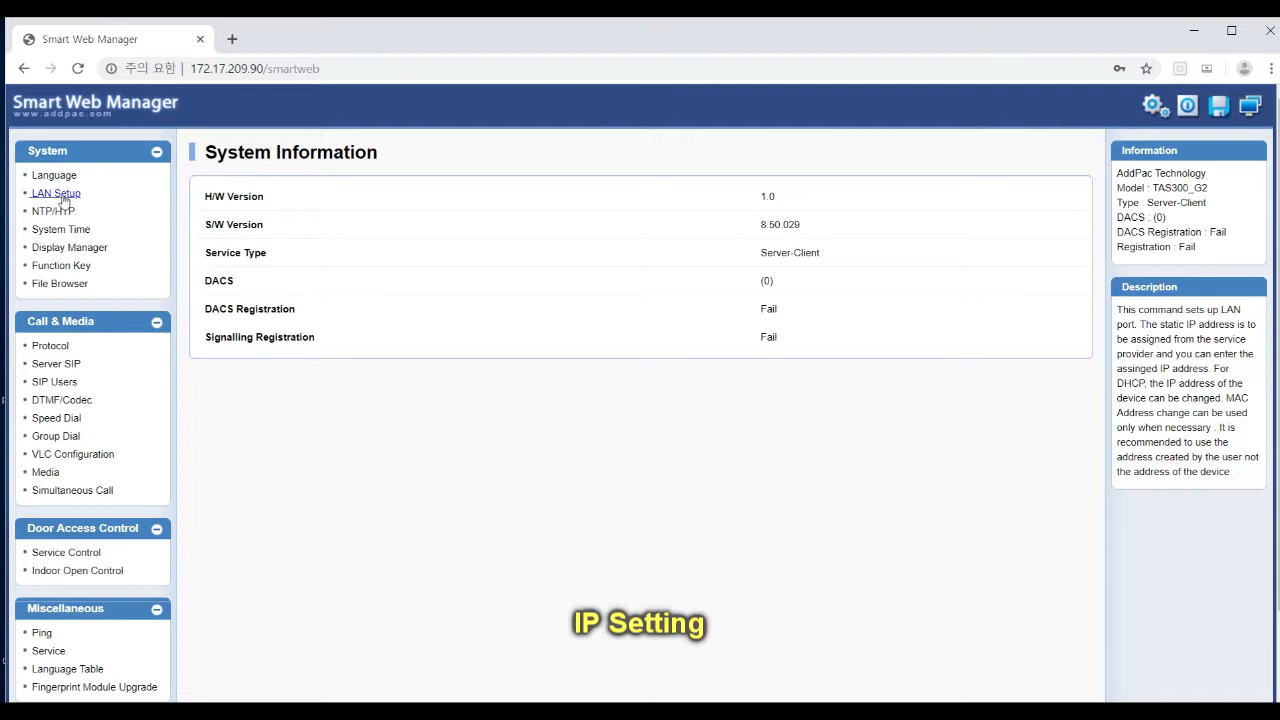 Smart Web Manager
주의 요함
172.17.209.90/smartweb
Smart Web Manager
www.addpac.com
System
Language
LAN Setup
NTP/HTTP
System Time
Display Manager
Function Key
File Browser
Call & Media
Protocol
Server SIP
SIP Users
DTMF/Codec
Speed Dial
Group Dial
VLC Configuration
Media
Simultaneous Call
Door Access Control
Service Control
Indoor Open Control
Miscellaneous
Ping
Service
Language Table
Fingerprint Module Upgrade
System Information
H/W Version 1.0
S/W Version 8.50.029
Service Type Server-Client
DACS (0)
DACS Registration Fail
Signalling Registration Fail
IP Setting
Information
AddPac Technology
Model : TAS300_G2
Type : Server-Client
DACS : (0)
DACS Registration : Fail
Registration : Fail
Description
This command sets up LAN
port. The static IP address is to
be assigned from the service
provider and you can enter the
assinged IP address. For
DHCP, the IP address of the
device can be changed. MAC
Address change can be used
only when necessary . It is
recommended to use the
address created by the user not
the address of the device